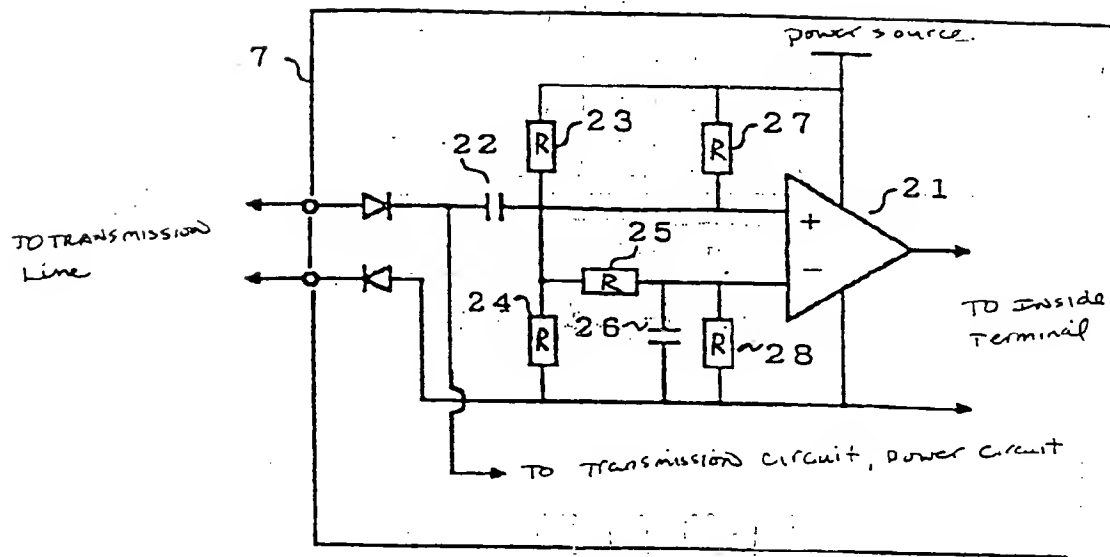 power source.
7
23
27
22
R
R
21
+
TO TRANSMISSION
Line
25
R
−
24
26
R
R
28
TO INSIDE
Terminal
TO Transmission circuit, power circuit